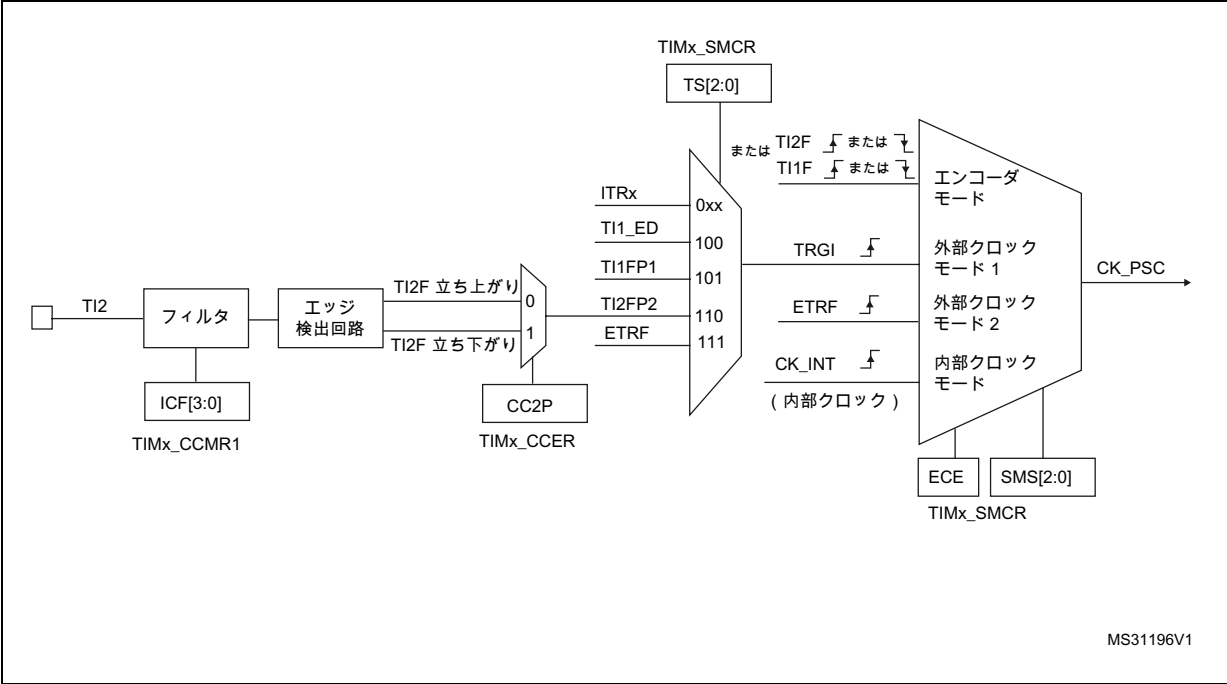 TIMx_SMCR
TS[2:0]
または TI2F または
TI1F または
エンコーダ
モード
ITRx
0xx
TI1_ED
100
TRGI
外部クロック
モード 1
CK_PSC
TI1FP1
101
TI2F 立ち上がり
0
TI2
フィルタ
エッジ
検出回路
TI2FP2
110
ETRF
外部クロック
モード 2
1
TI2F 立ち下がり
ETRF
111
CK_INT
内部クロック
モード
(内部クロック)
ICF[3:0]
TIMx_CCMR1
CC2P
TIMx_CCER
ECE
SMS[2:0]
TIMx_SMCR
MS31196V1